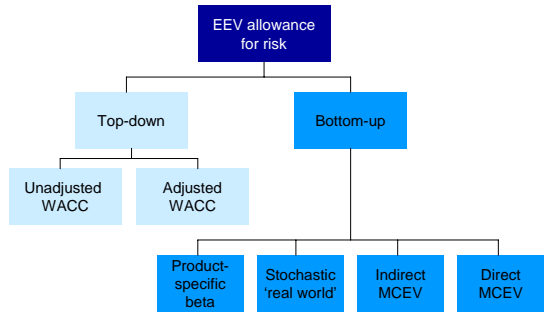 EEV allowance
for risk
Top-down
Bottom-up
Unadjusted
WACC
Adjusted
WACC
Product-
specific
beta
Stochastic
‘real world’
Indirect
MCEV
Direct
MCEV